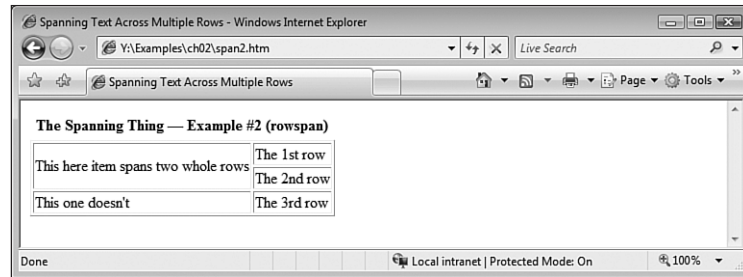 Spanning Text Across Multiple Rows - Windows Internet Explorer
Y:\Examples\ch02\span2.htm
Live Search
Spanning Text Across Multiple Rows
Page
Tools
The Spanning Thing — Example #2 (rowspan)
This here item spans two whole rows
The 1st row
The 2nd row
This one doesn't
The 3rd row
Done
Local intranet | Protected Mode: On
100%